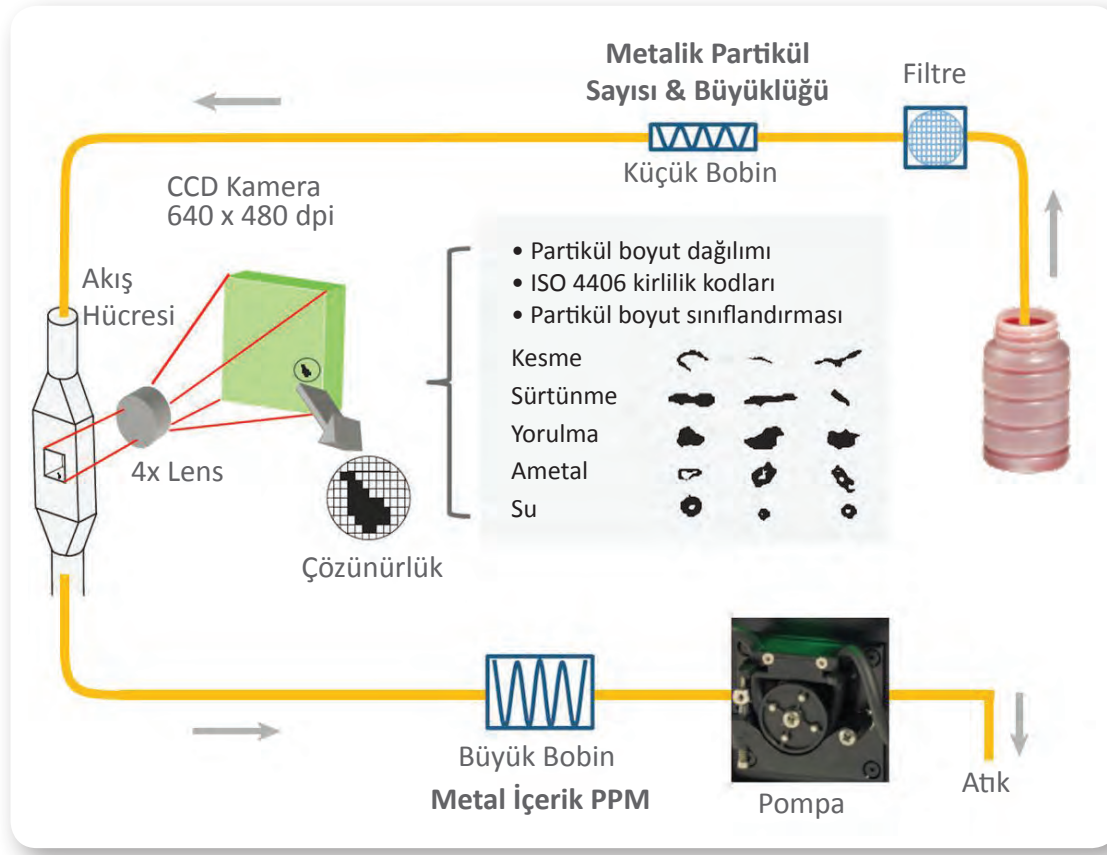 Metalik Partikül
Sayısı & Büyüklüğü
Filtre
Küçük Bobin
CCD Kamera
640 x 480 dpi
Akış
Hücresi
4x Lens
Çözünürlük
• Partikül boyut dağılımı
• ISO 4406 kirlilik kodları
• Partikül boyut sınıflandırması
Kesme
Sürtünme
Yorulma
Ametal
Su
Büyük Bobin
Metal İçerik PPM
Pompa
Atık